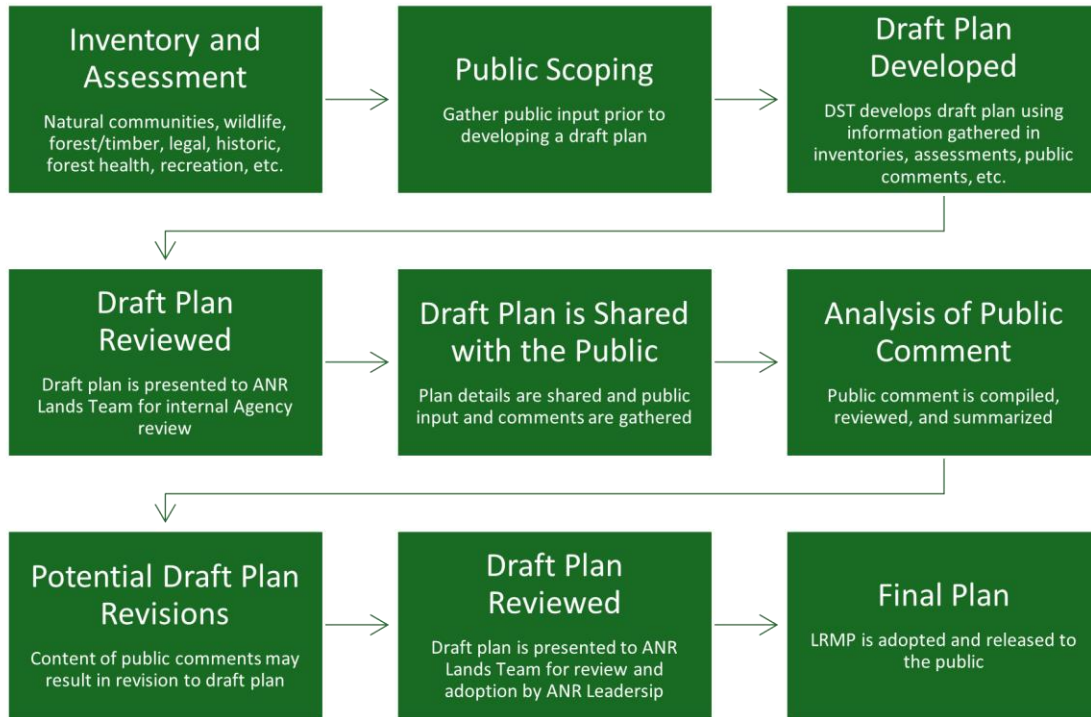 Inventory and
Assessment
Natural communities, wildlife,
forest/timber, legal, historic,
forest health, recreation, etc.
Public Scoping
Gather public input prior to
developing a draft plan
Draft Plan
Developed
DST develops draft plan using
information gathered in
inventories, assessments, public
comments, etc.
Draft Plan
Reviewed
Draft plan is presented to ANR
Lands Team for internal Agency
review
Draft Plan is Shared
with the Public
Plan details are shared and public
input and comments are gathered
Analysis of Public
Comment
Public comment is compiled,
reviewed, and summarized
Potential Draft Plan
Revisions
Content of public comments may
result in revision to draft plan
Draft Plan
Reviewed
Draft plan is presented to ANR
Lands Team for review and
adoption by ANR Leadersip
Final Plan
LRMP is adopted and released to
the public